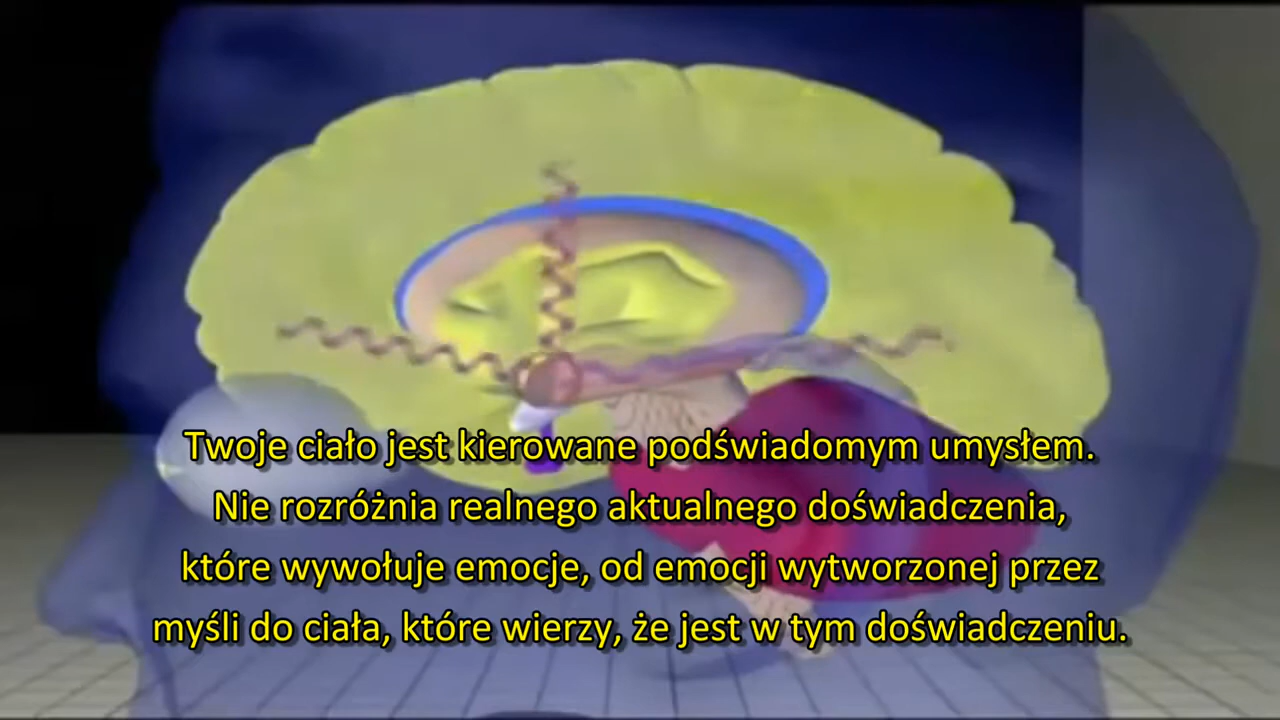 Twoje ciało jest kierowane podświadomym umysłem.
Nie rozróżnia realnego aktualnego doświadczenia,
które wywołuje emocje, od emocji wytworzonej przez
myśli do ciała, które wierzy, że jest w tym doświadczeniu.